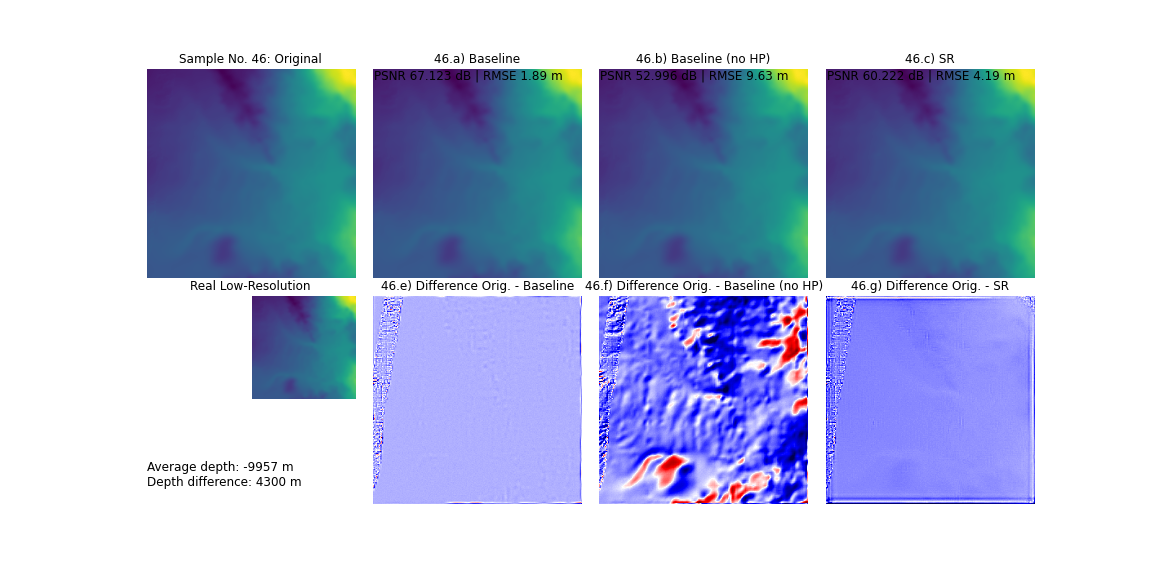 Sample No. 46: Original
46.a) Baseline
46.b) Baseline (no HP)
46.c) SR
PSNR 67.123 dB | RMSE 1.89 m
PSNR 52.996 dB | RMSE 9.63 m
PSNR 60.222 dB | RMSE 4.19 m
Real Low-Resolution
46.e) Difference Orig. - Baseline
46.f) Difference Orig. - Baseline (no HP)
46.g) Difference Orig. - SR
Average depth: -9957 m
Depth difference: 4300 m